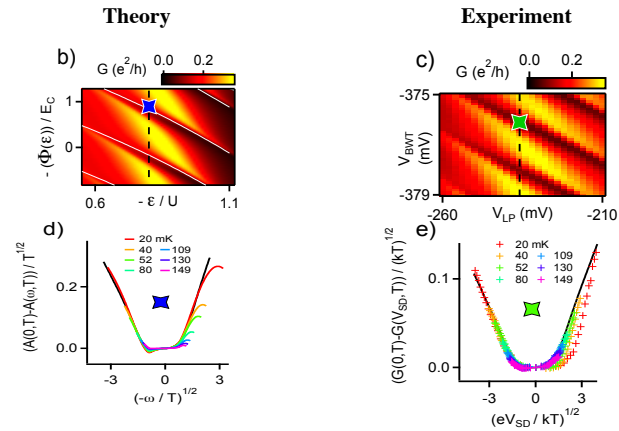 Theory
Experiment
b)
G (e²/h)
0.0
0.2
- (Φ(ε)) / E_C
1
0
0.6
- ε / U
1.1
c)
G (e²/h)
0.0
0.2
V_BWT (mV)
-375
-379
-260
V_LP (mV)
-209
d)
(A(0,T)-A(ω,T)) / T^1/2
20 mK
40
52
80
109
130
149
0.2
0.0
-3
0
3
(-ω / T)^1/2
e)
(G(0,T)-G(V_SD,T)) / (kT)^1/2
20 mK
40
52
80
109
130
149
0.1
0.0
-3
0
3
(eV_SD / kT)^1/2